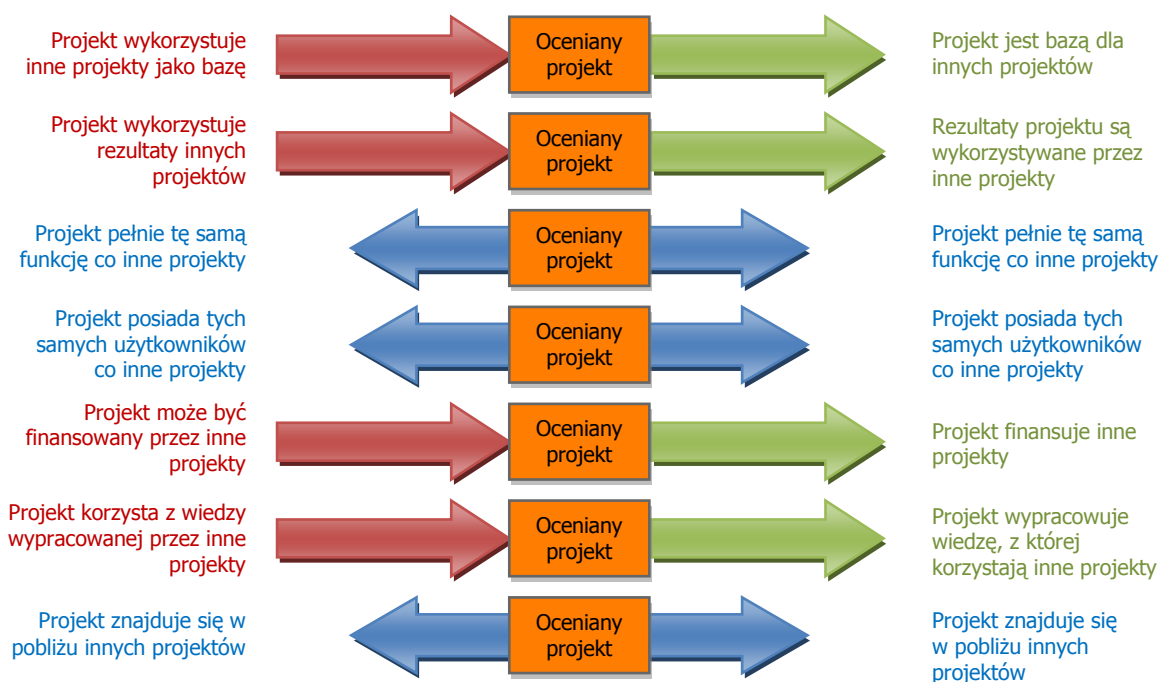 Projekt wykorzystuje
inne projekty jako bazę
Oceniany
projekt
Projekt jest bazą dla
innych projektów
Projekt wykorzystuje
rezultaty innych
projektów
Oceniany
projekt
Rezultaty projektu są
wykorzystywane przez
inne projekty
Projekt pełnie tę samą
funkcję co inne projekty
Oceniany
projekt
Projekt pełnie tę samą
funkcję co inne projekty
Projekt posiada tych
samych użytkowników
co inne projekty
Oceniany
projekt
Projekt posiada tych
samych użytkowników
co inne projekty
Projekt może być
finansowany przez inne
projekty
Oceniany
projekt
Projekt finansuje inne
projekty
Projekt korzysta z wiedzy
wypracowanej przez inne
projekty
Oceniany
projekt
Projekt wypracowuje
wiedzę, z której
korzystają inne projekty
Projekt znajduje się w
pobliżu innych projektów
Oceniany
projekt
Projekt znajduje się
w pobliżu innych
projektów